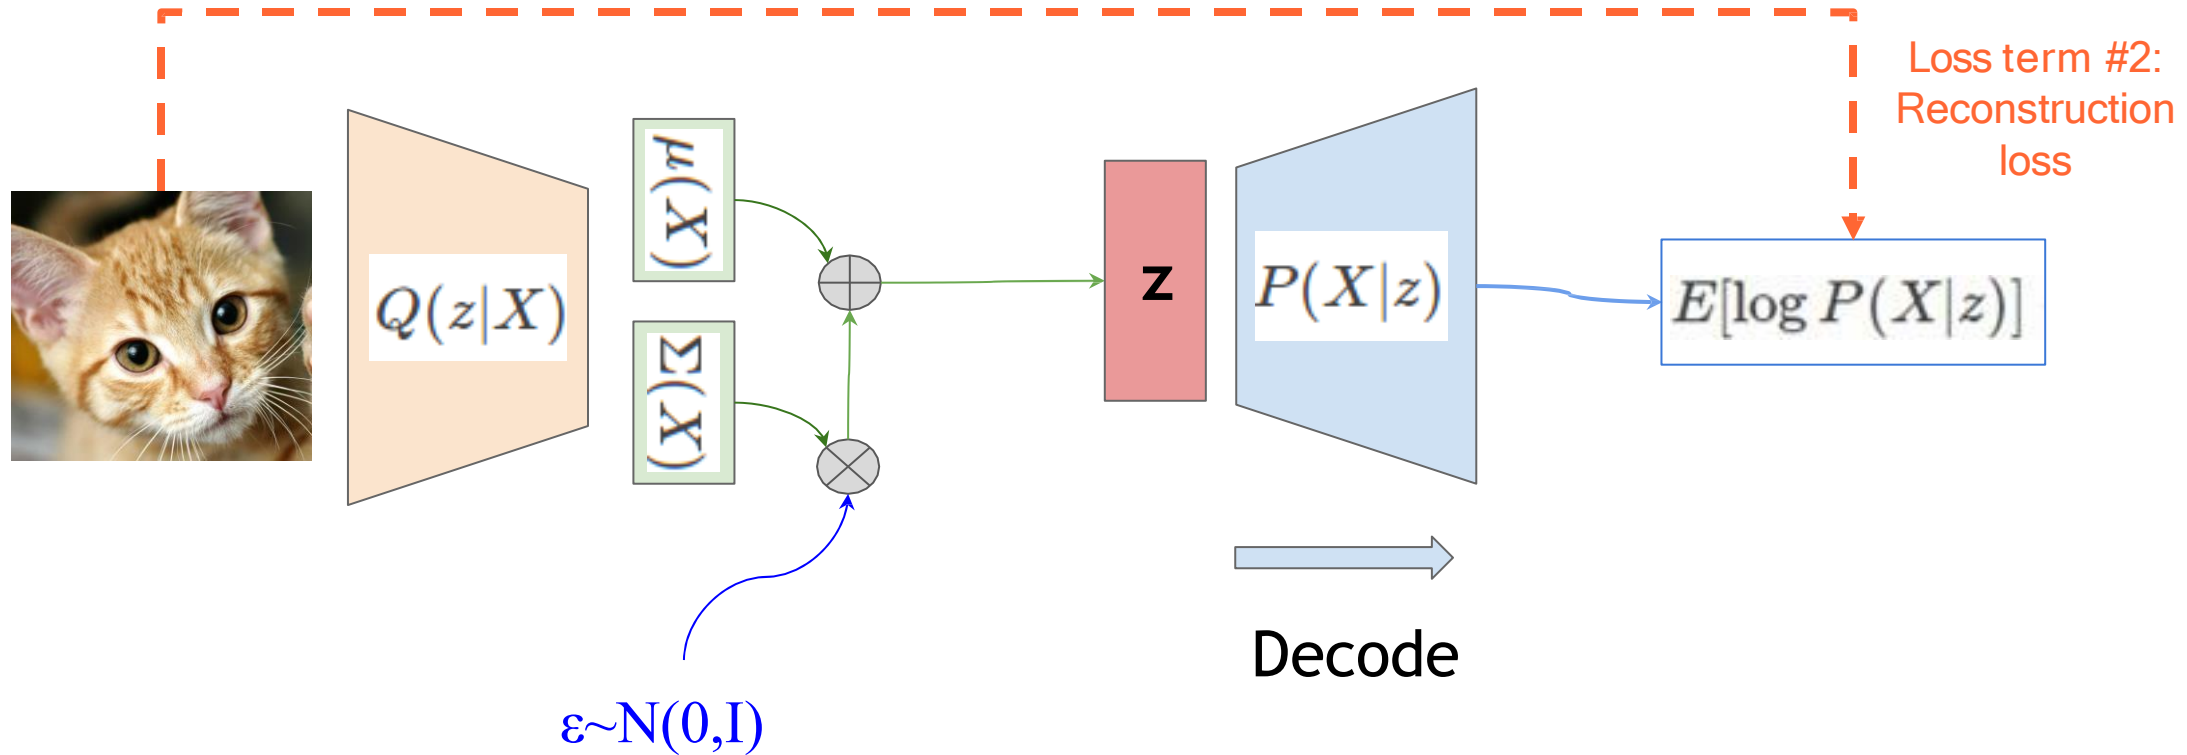 Loss term #2:
Reconstruction
loss
Q(z|X)
μ(X)
Σ(X)
z
P(X|z)
E[log P(X|z)]
Decode
ε~N(0,I)